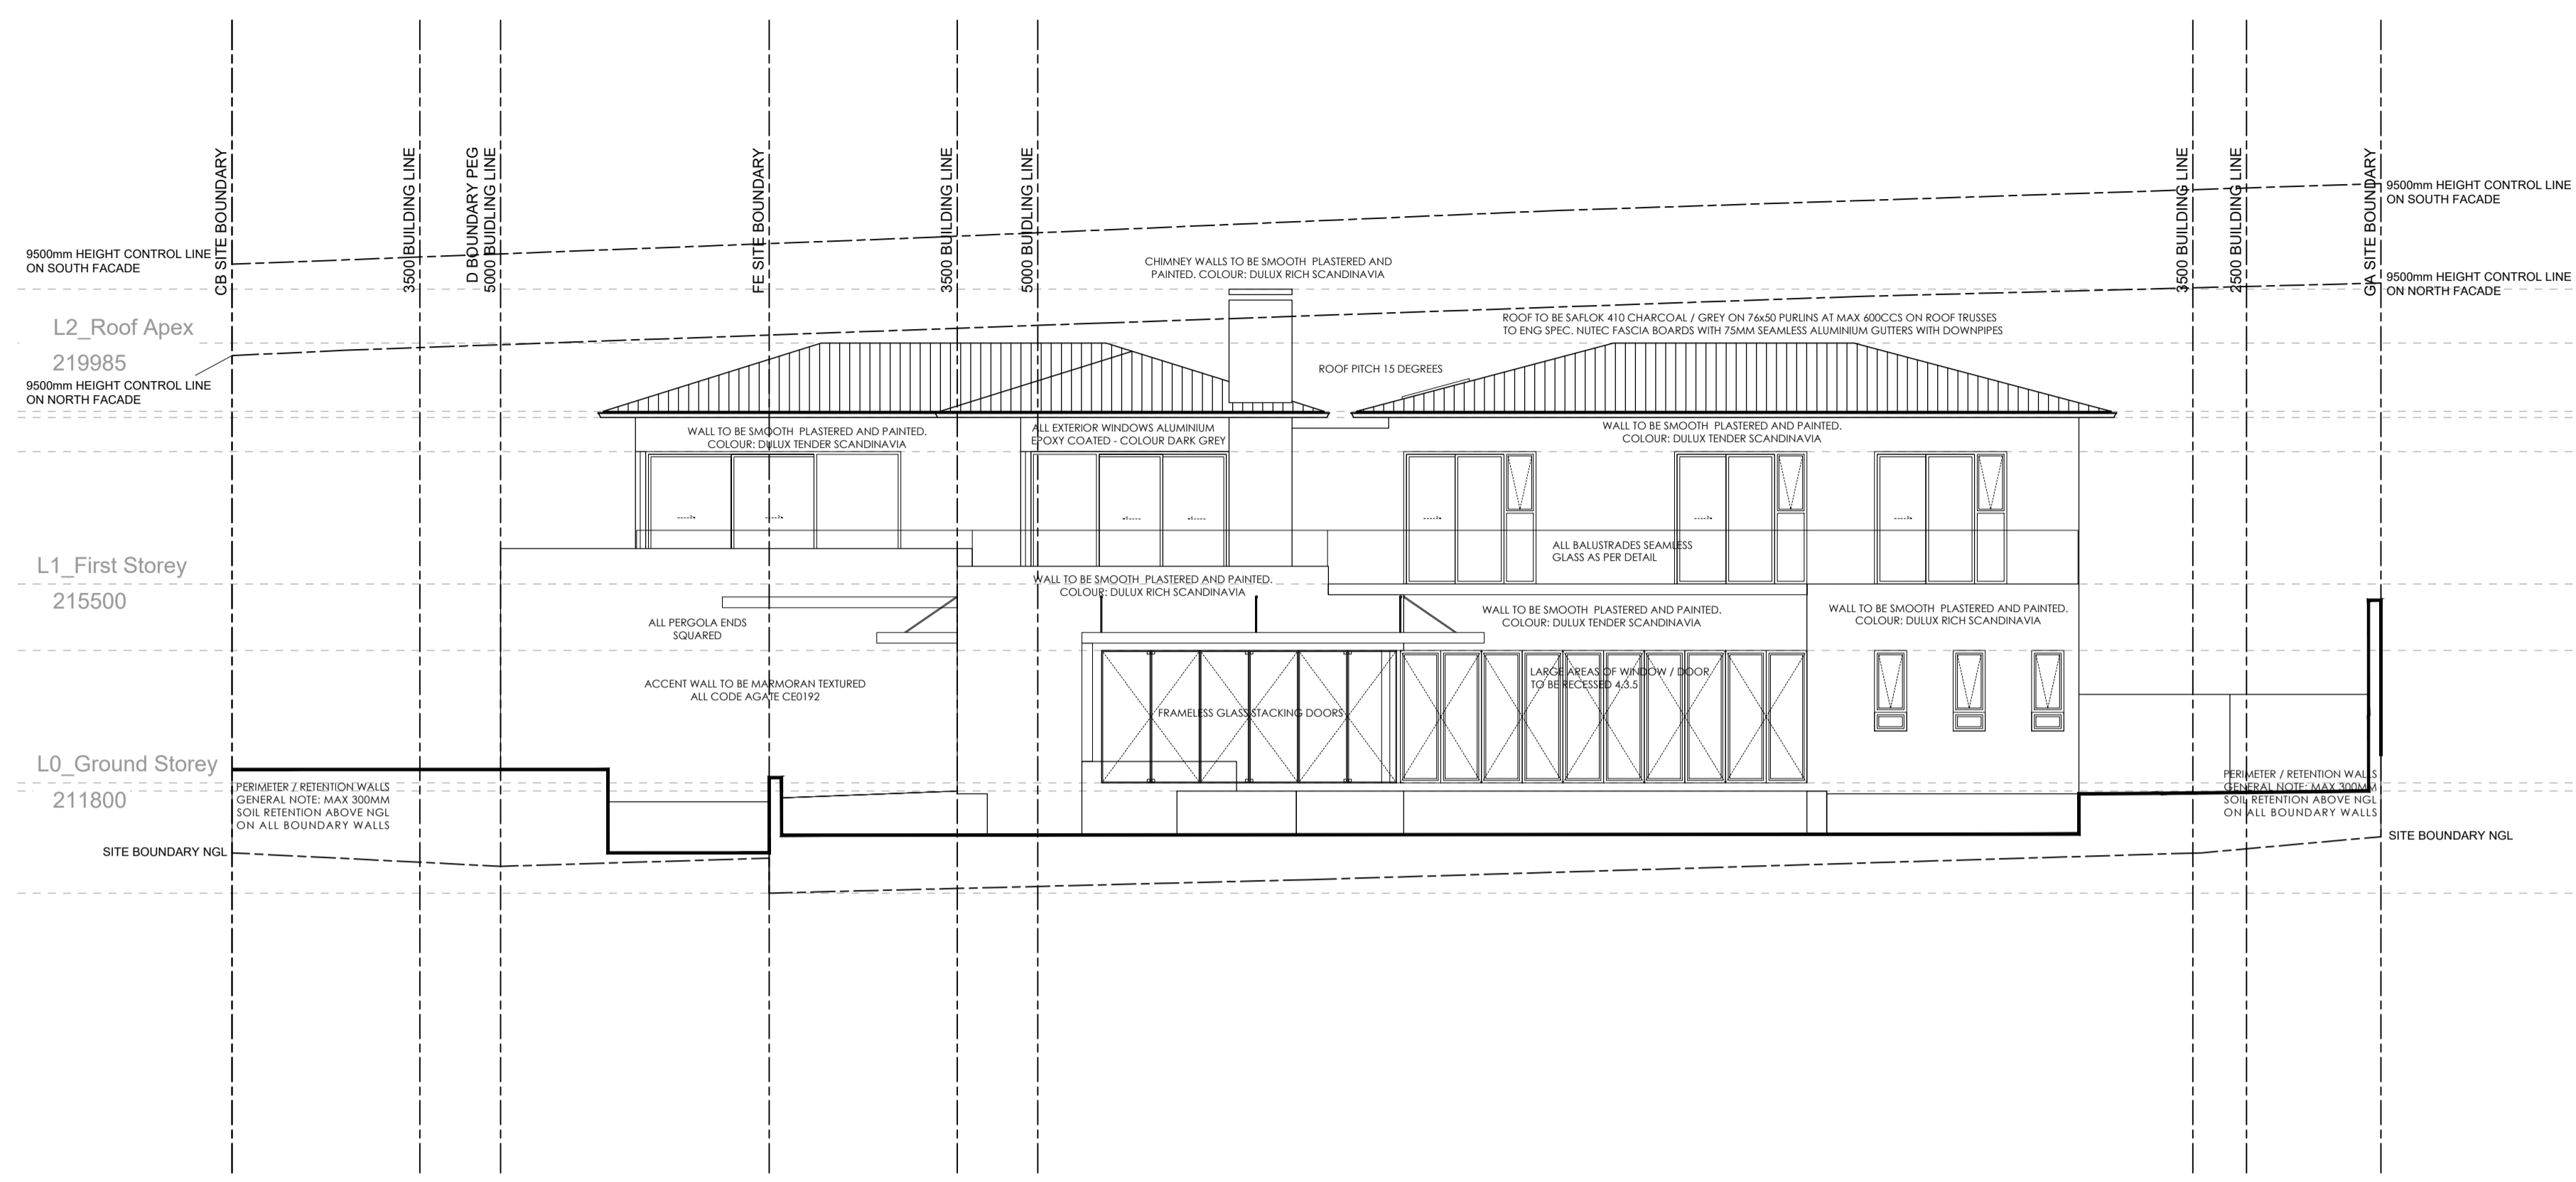 CB SITE BOUNDARY
3500 BUILDING LINE
D BOUNDARY PEG
5000 BUIDLING LINE
FE SITE BOUNDARY
3500 BUILDING LINE
5000 BUIDLING LINE
3500 BUILDING LINE
2500 BUILDING LINE
GA SITE BOUNDARY
9500mm HEIGHT CONTROL LINE
ON SOUTH FACADE
9500mm HEIGHT CONTROL LINE
ON SOUTH FACADE
CHIMNEY WALLS TO BE SMOOTH PLASTERED AND
PAINTED. COLOUR: DULUX RICH SCANDINAVIA
9500mm HEIGHT CONTROL LINE
ON NORTH FACADE
L2_Roof Apex
219985
ROOF TO BE SAFLOK 410 CHARCOAL / GREY ON 76x50 PURLINS AT MAX 600CCS ON ROOF TRUSSES
TO ENG SPEC. NUTEC FASCIA BOARDS WITH 75MM SEAMLESS ALUMINIUM GUTTERS WITH DOWNPIPES
ROOF PITCH 15 DEGREES
9500mm HEIGHT CONTROL LINE
ON NORTH FACADE
WALL TO BE SMOOTH PLASTERED AND PAINTED.
COLOUR: DULUX TENDER SCANDINAVIA
ALL EXTERIOR WINDOWS ALUMINIUM
EPOXY COATED - COLOUR DARK GREY
WALL TO BE SMOOTH PLASTERED AND PAINTED.
COLOUR: DULUX TENDER SCANDINAVIA
ALL BALUSTRADES SEAMLESS
GLASS AS PER DETAIL
L1_First Storey
215500
WALL TO BE SMOOTH PLASTERED AND PAINTED.
COLOUR: DULUX RICH SCANDINAVIA
WALL TO BE SMOOTH PLASTERED AND PAINTED.
COLOUR: DULUX TENDER SCANDINAVIA
WALL TO BE SMOOTH PLASTERED AND PAINTED.
COLOUR: DULUX RICH SCANDINAVIA
ALL PERGOLA ENDS
SQUARED
ACCENT WALL TO BE MARMORAN TEXTURED
ALL CODE AGATE CE0192
LARGE AREAS OF WINDOW / DOOR
TO BE RECESSED 4.3.5
FRAMELESS GLASS STACKING DOORS
L0_Ground Storey
211800
PERIMETER / RETENTION WALLS
GENERAL NOTE: MAX 300MM
SOIL RETENTION ABOVE NGL
ON ALL BOUNDARY WALLS
PERIMETER / RETENTION WALLS
GENERAL NOTE: MAX 300MM
SOIL RETENTION ABOVE NGL
ON ALL BOUNDARY WALLS
SITE BOUNDARY NGL
SITE BOUNDARY NGL